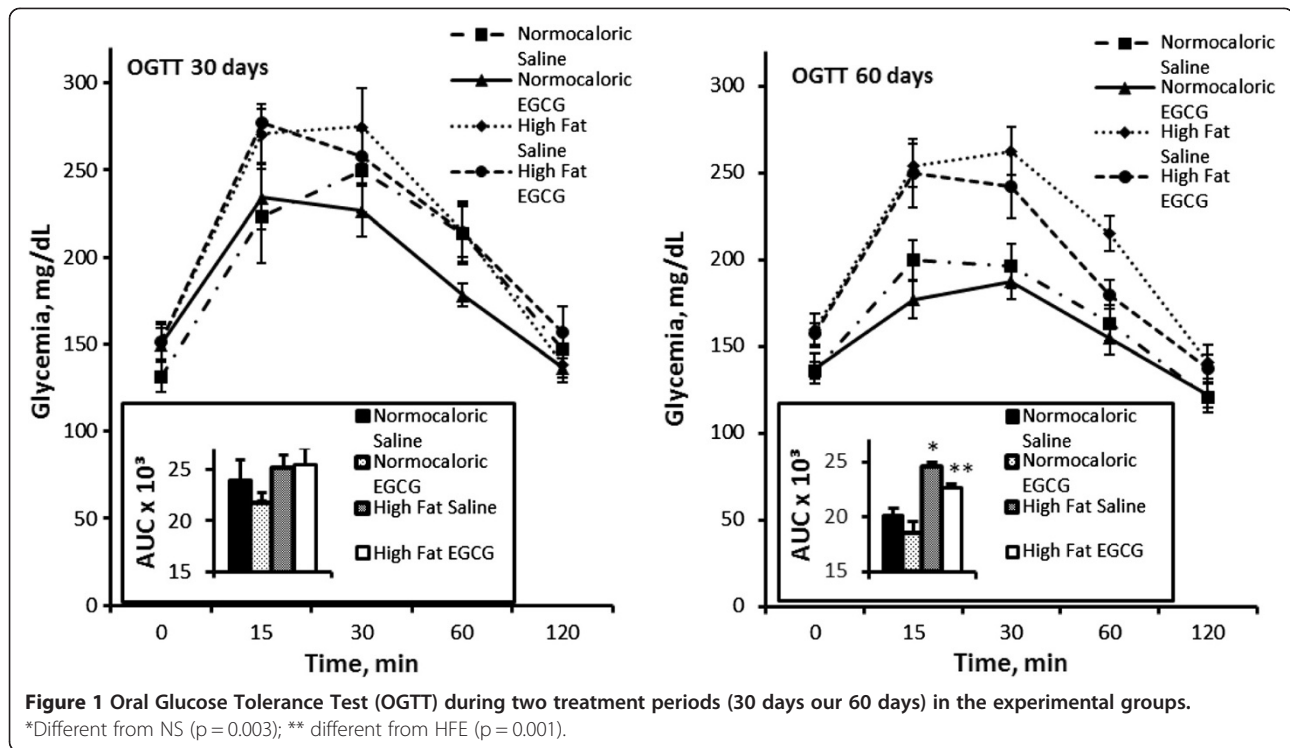 OGTT 30 days
Normocaloric
Saline
Normocaloric
EGCG
High Fat
Saline
High Fat
EGCG
Glycemia, mg/dL
300
250
200
150
100
50
0
0 15 30 60 120
Time, min
AUC x 10³
25
20
15
Normocaloric
Saline
Normocaloric
EGCG
High Fat Saline
High Fat EGCG
OGTT 60 days
Normocaloric
Saline
Normocaloric
EGCG
High Fat
Saline
High Fat
EGCG
Glycemia, mg/dL
300
250
200
150
100
50
0
0 15 30 60 120
Time, min
AUC x 10³
25
20
15
*
**
Normocaloric
Saline
Normocaloric
EGCG
High Fat Saline
High Fat EGCG
Figure 1 Oral Glucose Tolerance Test (OGTT) during two treatment periods (30 days our 60 days) in the experimental groups.
*Different from NS (p = 0.003); ** different from HFE (p = 0.001).